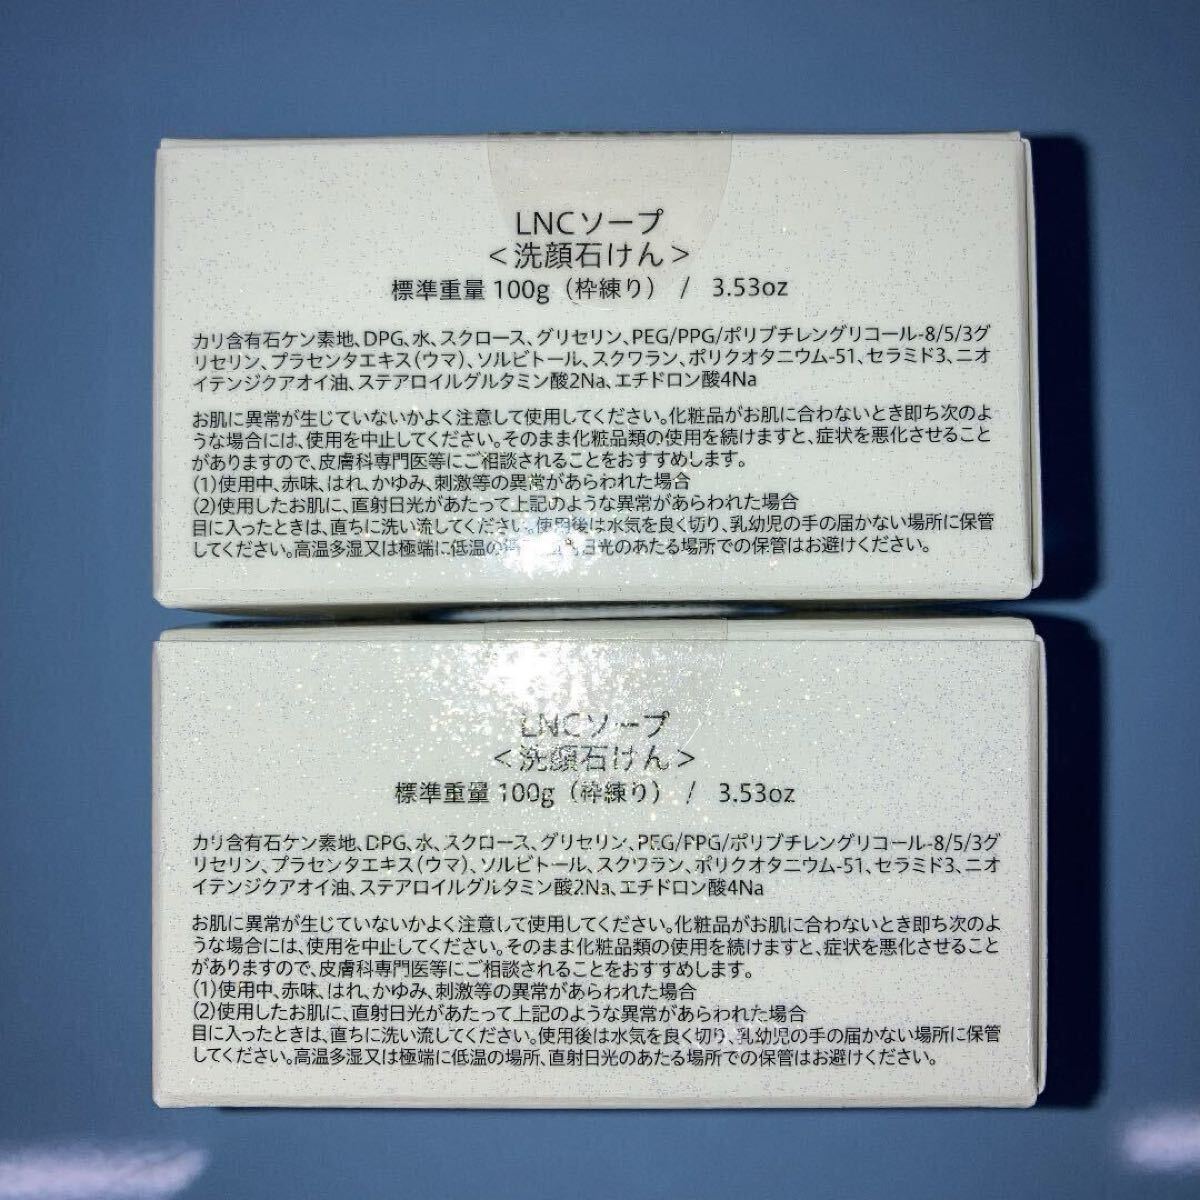 LNCソープ
<洗顔石けん>
標準重量 100g（枠練り） / 3.53oz
カリ含有石ケン素地、DPG、水、スクロース、グリセリン、PEG/PPG/ポリブチレングリコール-8/5/3グ
リセリン、プラセンタエキス（ウマ）、ソルビトール、スクワラン、ポリクオタニウム-51、セラミド3、ニオ
イテンジクアオイ油、ステアロイルグルタミン酸2Na、エチドロン酸4Na
お肌に異常が生じていないかよく注意して使用してください。化粧品がお肌に合わないとき即ち次のよ
うな場合には、使用を中止してください。そのまま化粧品類の使用を続けますと、症状を悪化させること
がありますので、皮膚科専門医等にご相談されることをおすすめします。
(1)使用中、赤味、はれ、かゆみ、刺激等の異常があらわれた場合
(2)使用したお肌に、直射日光があたって上記のような異常があらわれた場合
目に入ったときは、直ちに洗い流してください。使用後は水気を良く切り、乳幼児の手の届かない場所に保管
してください。高温多湿又は極端に低温の 日光のあたる場所での保管はお避けください。
LNCソープ
<洗顔石けん>
標準重量 100g（枠練り） / 3.53oz
カリ含有石ケン素地、DPG、水、スクロース、グリセリン、PEG/PPG/ポリブチレングリコール-8/5/3グ
リセリン、プラセンタエキス（ウマ）、ソルビトール、スクワラン、ポリクオタニウム-51、セラミド3、ニオ
イテンジクアオイ油、ステアロイルグルタミン酸2Na、エチドロン酸4Na
お肌に異常が生じていないかよく注意して使用してください。化粧品がお肌に合わないとき即ち次のよ
うな場合には、使用を中止してください。そのまま化粧品類の使用を続けますと、症状を悪化させること
がありますので、皮膚科専門医等にご相談されることをおすすめします。
(1)使用中、赤味、はれ、かゆみ、刺激等の異常があらわれた場合
(2)使用したお肌に、直射日光があたって上記のような異常があらわれた場合
目に入ったときは、直ちに洗い流してください。使用後は水気を良く切り、乳幼児の手の届かない場所に保管
してください。高温多湿又は極端に低温の場所、直射日光のあたる場所での保管はお避けください。